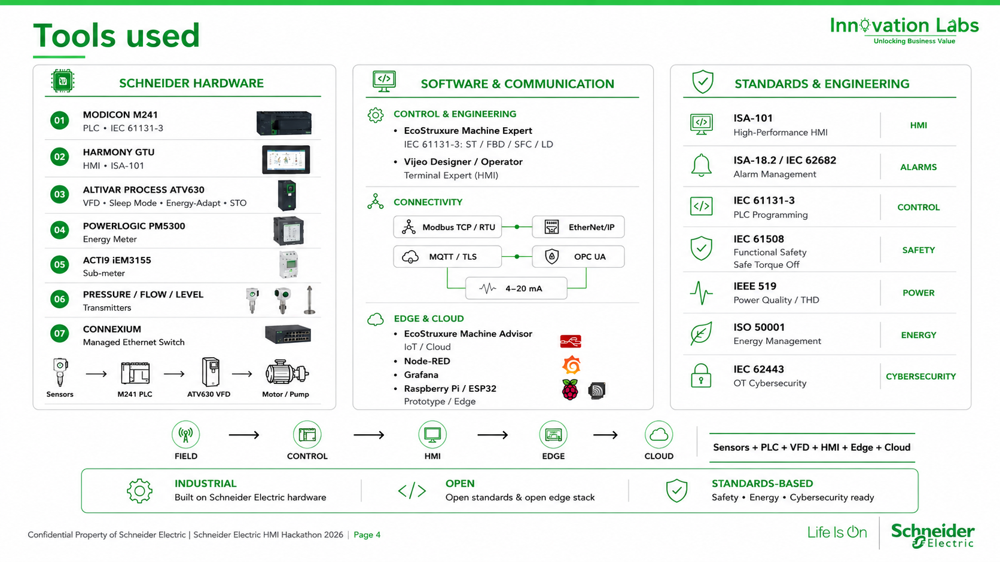 Tools used
Innovation Labs
Unlocking Business Value
SCHNEIDER HARDWARE
01
MODICON M241
PLC • IEC 61131-3
02
HARMONY GTU
HMI • ISA-101
03
ALTIVAR PROCESS ATV630
VFD • Sleep Mode • Energy-Adapt • STO
04
POWERLOGIC PM5300
Energy Meter
05
ACTI9 iEM3155
Sub-meter
06
PRESSURE / FLOW / LEVEL
Transmitters
07
CONNEXIUM
Managed Ethernet Switch
Sensors
M241 PLC
ATV630 VFD
Motor / Pump
SOFTWARE & COMMUNICATION
CONTROL & ENGINEERING
• EcoStruxure Machine Expert
IEC 61131-3: ST / FBD / SFC / LD
• Vijeo Designer / Operator
Terminal Expert (HMI)
CONNECTIVITY
Modbus TCP / RTU
EtherNet/IP
MQTT / TLS
OPC UA
4–20 mA
EDGE & CLOUD
• EcoStruxure Machine Advisor
IoT / Cloud
• Node-RED
• Grafana
• Raspberry Pi / ESP32
Prototype / Edge
STANDARDS & ENGINEERING
ISA-101
High-Performance HMI
HMI
ISA-18.2 / IEC 62682
Alarm Management
ALARMS
IEC 61131-3
PLC Programming
CONTROL
IEC 61508
Functional Safety
Safe Torque Off
SAFETY
IEEE 519
Power Quality / THD
POWER
ISO 50001
Energy Management
ENERGY
IEC 62443
OT Cybersecurity
CYBERSECURITY
FIELD
CONTROL
HMI
EDGE
CLOUD
Sensors + PLC + VFD + HMI + Edge + Cloud
INDUSTRIAL
Built on Schneider Electric hardware
OPEN
Open standards & open edge stack
STANDARDS-BASED
Safety • Energy • Cybersecurity ready
Confidential Property of Schneider Electric | Schneider Electric HMI Hackathon 2026 | Page 4
Life Is On
Schneider
Electric